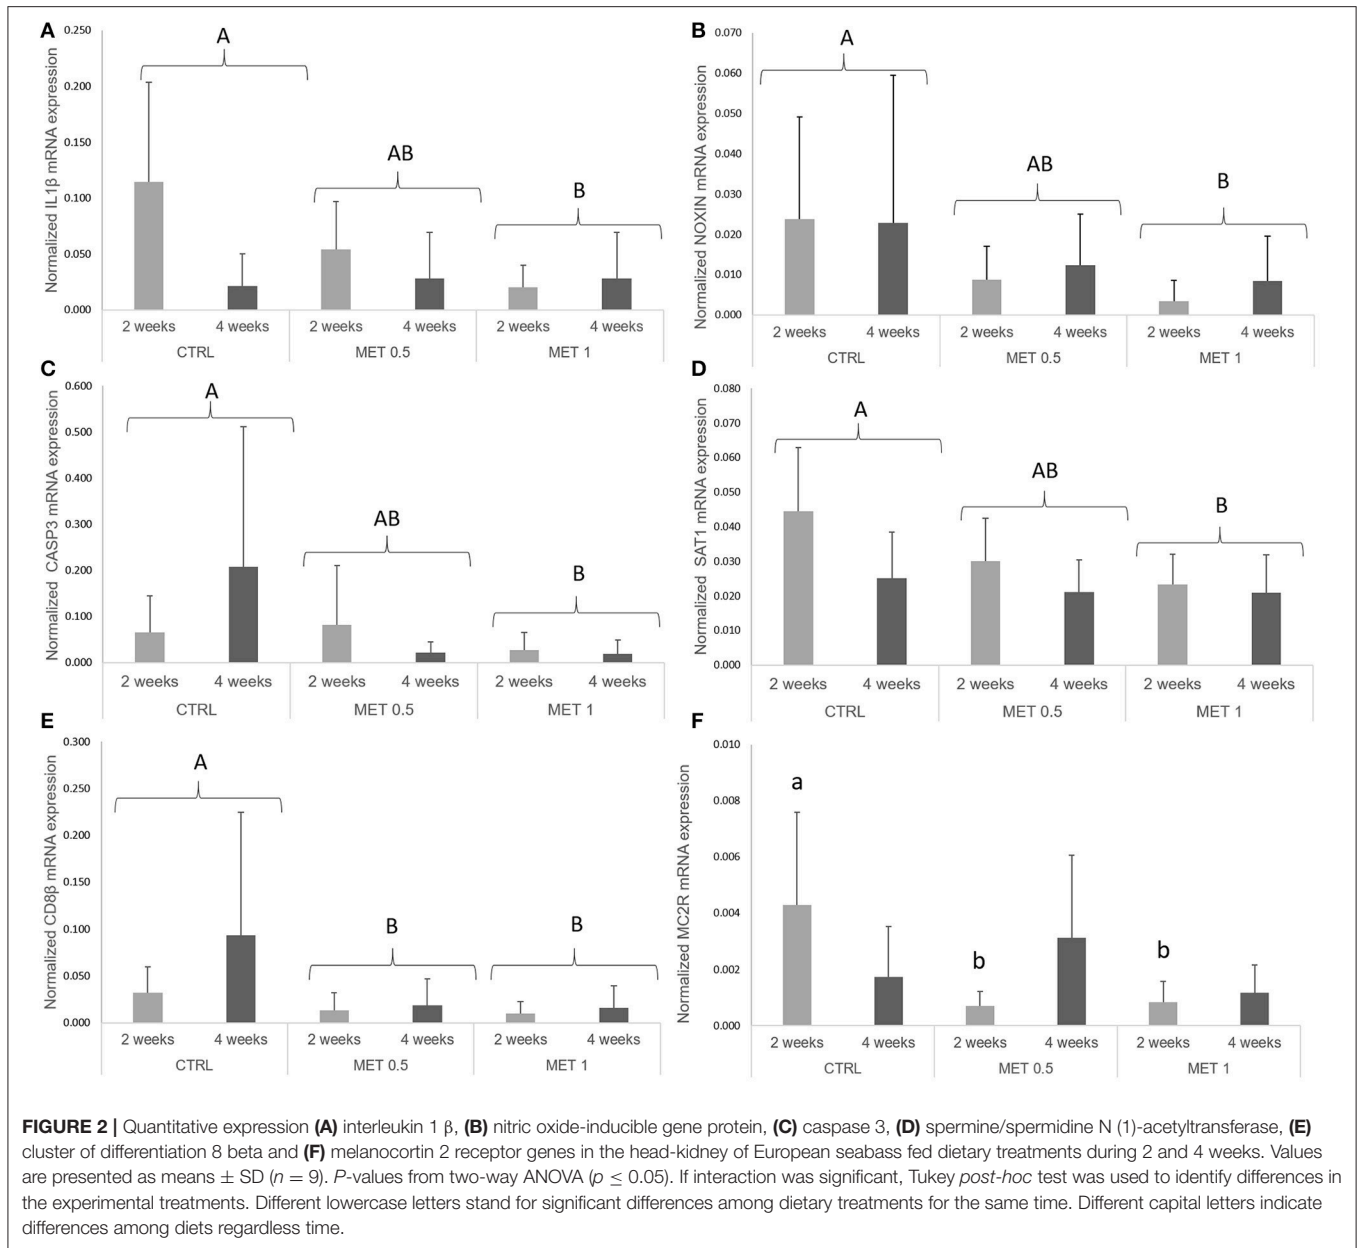 A
Normalized IL1β mRNA expression
0.250
0.200
0.150
0.100
0.050
0.000
A
AB
B
2 weeks 4 weeks 2 weeks 4 weeks 2 weeks 4 weeks
CTRL MET 0.5 MET 1
B
Normalized NOXIN mRNA expression
0.070
0.060
0.050
0.040
0.030
0.020
0.010
0.000
A
AB
B
2 weeks 4 weeks 2 weeks 4 weeks 2 weeks 4 weeks
CTRL MET 0.5 MET 1
C
Normalized CASP3 mRNA expression
0.600
0.500
0.400
0.300
0.200
0.100
0.000
A
AB
B
2 weeks 4 weeks 2 weeks 4 weeks 2 weeks 4 weeks
CTRL MET 0.5 MET 1
D
Normalized SAT1 mRNA expression
0.080
0.070
0.060
0.050
0.040
0.030
0.020
0.010
0.000
A
AB
B
2 weeks 4 weeks 2 weeks 4 weeks 2 weeks 4 weeks
CTRL MET 0.5 MET 1
E
Normalized CD8β mRNA expression
0.300
0.250
0.200
0.150
0.100
0.050
0.000
A
B
B
2 weeks 4 weeks 2 weeks 4 weeks 2 weeks 4 weeks
CTRL MET 0.5 MET 1
F
Normalized MC2R mRNA expression
0.010
0.008
0.006
0.004
0.002
0.000
a
b
b
2 weeks 4 weeks 2 weeks 4 weeks 2 weeks 4 weeks
CTRL MET 0.5 MET 1
FIGURE 2 | Quantitative expression (A) interleukin 1 β, (B) nitric oxide-inducible gene protein, (C) caspase 3, (D) spermine/spermidine N (1)-acetyltransferase, (E)
cluster of differentiation 8 beta and (F) melanocortin 2 receptor genes in the head-kidney of European seabass fed dietary treatments during 2 and 4 weeks. Values
are presented as means ± SD (n = 9). P-values from two-way ANOVA (p ≤ 0.05). If interaction was significant, Tukey post-hoc test was used to identify differences in
the experimental treatments. Different lowercase letters stand for significant differences among dietary treatments for the same time. Different capital letters indicate
differences among diets regardless time.